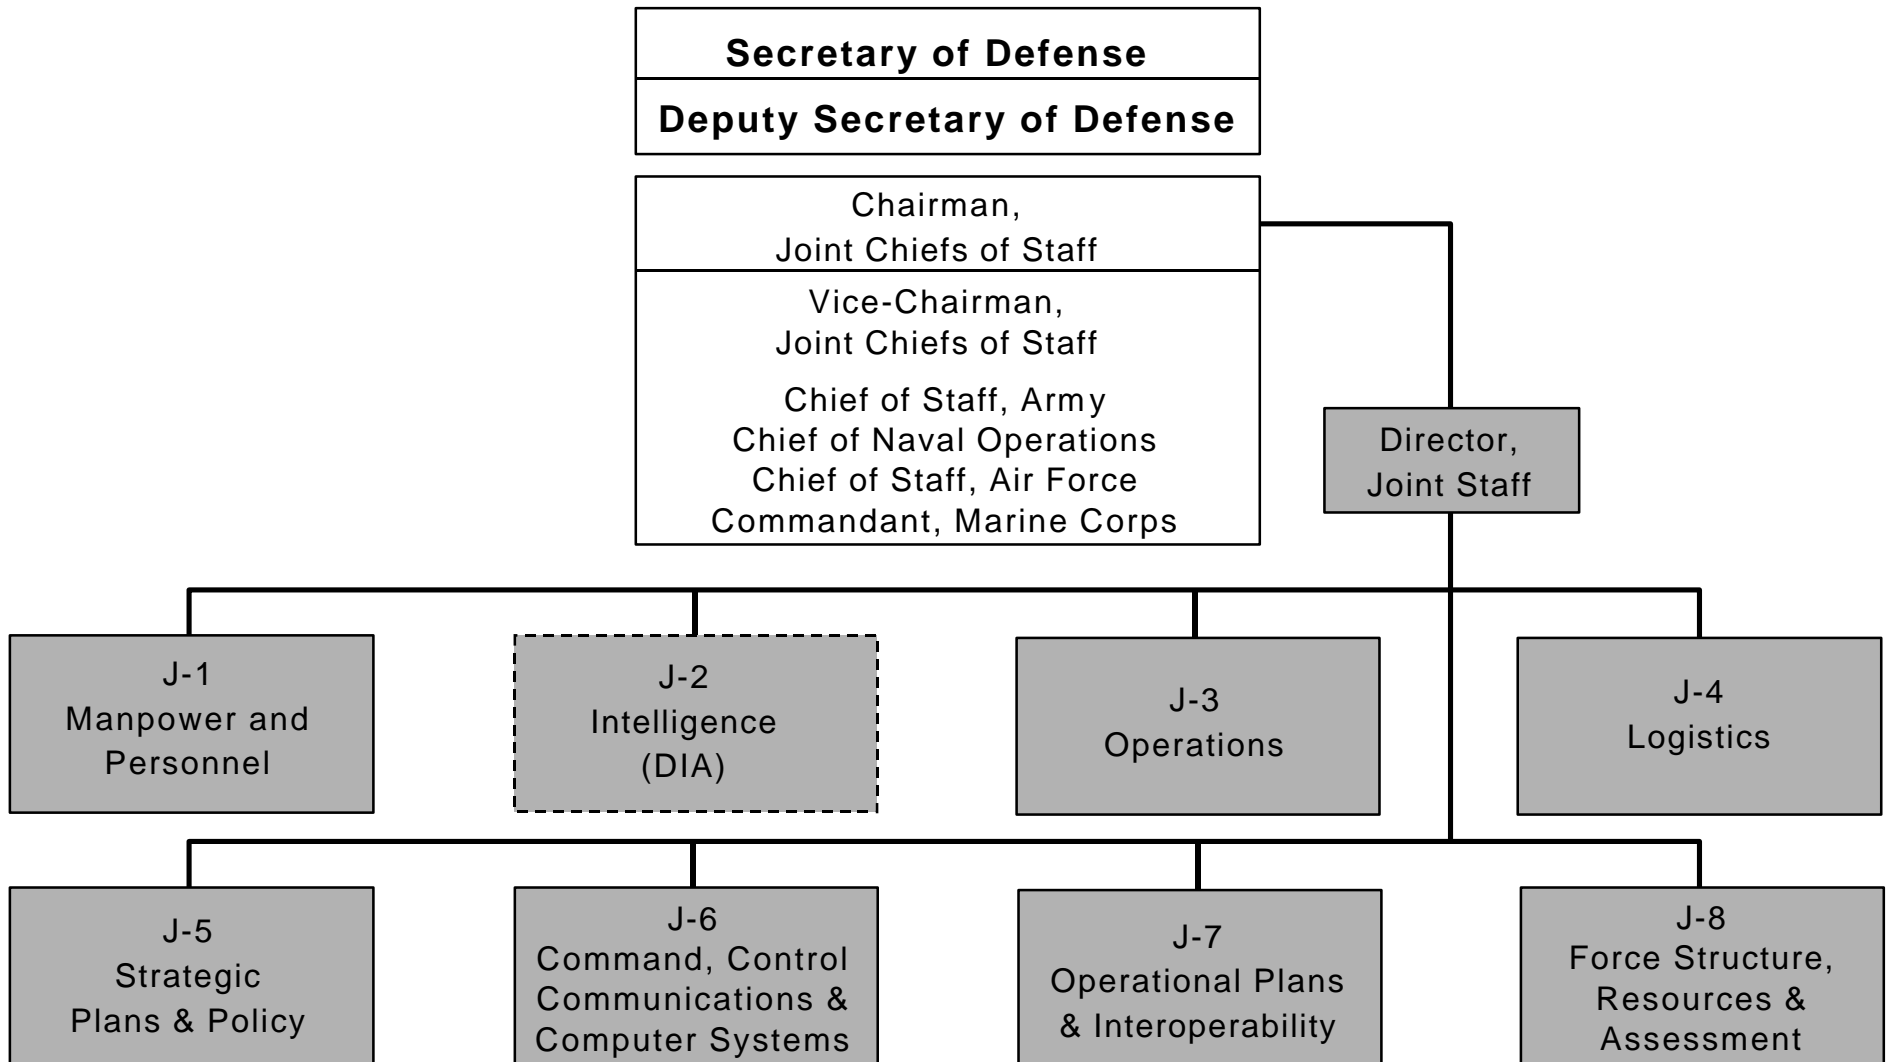 Secretary of Defense
Deputy Secretary of Defense
Chairman,
Joint Chiefs of Staff
Vice-Chairman,
Joint Chiefs of Staff
Chief of Staff, Army
Chief of Naval Operations
Chief of Staff, Air Force
Commandant, Marine Corps
Director,
Joint Staff
J-1
Manpower and
Personnel
J-2
Intelligence
(DIA)
J-3
Operations
J-4
Logistics
J-5
Strategic
Plans & Policy
J-6
Command, Control
Communications &
Computer Systems
J-7
Operational Plans
& Interoperability
J-8
Force Structure,
Resources &
Assessment